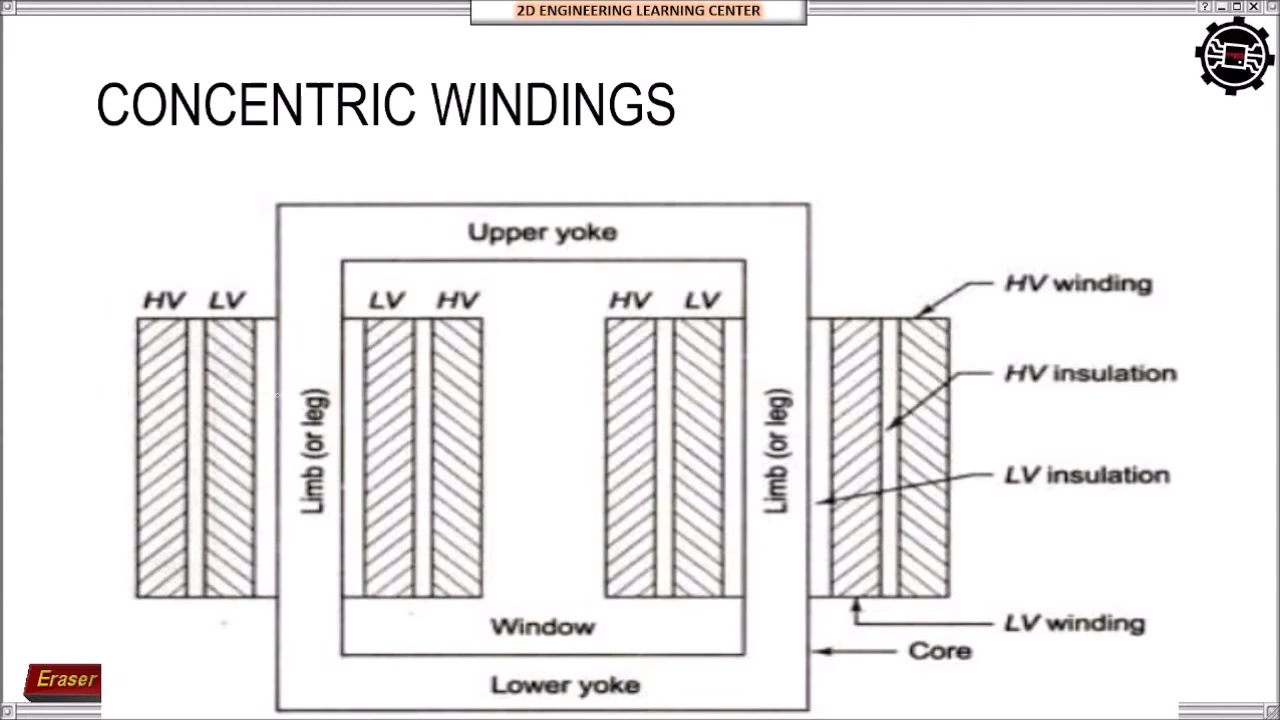 2D ENGINEERING LEARNING CENTER
CONCENTRIC WINDINGS
Upper yoke
HV LV
LV HV
HV LV
HV winding
HV insulation
Limb (or leg)
Limb (or leg)
LV insulation
Window
LV winding
Core
Lower yoke
Eraser